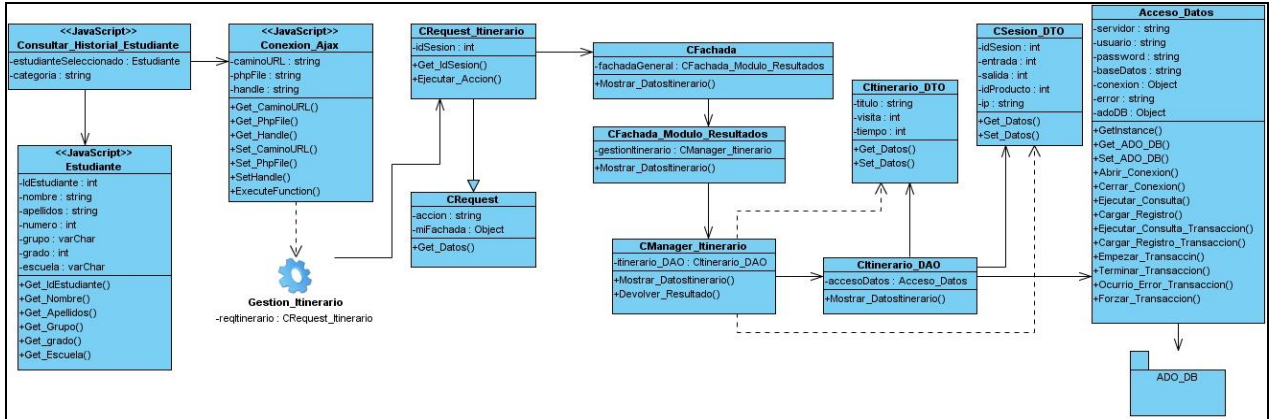 <<JavaScript>>
Consultar_Historial_Estudiante
-estudianteSeleccionado : Estudiante
-categoria : string
<<JavaScript>>
Estudiante
-IdEstudiante : int
-nombre : string
-apellidos : string
-numero : int
-grupo : varChar
-grado : int
-escuela : varChar
+Get_IdEstudiante()
+Get_Nombre()
+Get_Apellidos()
+Get_Grupo()
+Get_grado()
+Get_Escuela()
<<JavaScript>>
Conexion_Ajax
-caminoURL : string
-phpFile : string
-handle : string
+Get_CaminoURL()
+Get_PhpFile()
+Get_Handle()
+Set_CaminoURL()
+Set_PhpFile()
+SetHandle()
+ExecuteFunction()
Gestion_Itinerario
-reqItinerario : CRequest_Itinerario
CRequest_Itinerario
-idSesion : int
+Get_IdSesion()
+Ejecutar_Accion()
CRequest
-accion : string
-miFachada : Object
+Get_Datos()
CFachada
-fachadaGeneral : CFachada_Modulo_Resultados
+Mostrar_DatosItinerario()
CFachada_Modulo_Resultados
-gestionItinerario : CManager_Itinerario
+Mostrar_DatosItinerario()
CManager_Itinerario
-itinerario_DAO : CItinerario_DAO
+Mostrar_DatosItinerario()
+Devolver_Resultado()
CItinerario_DTO
-titulo : string
-visita : int
-tiempo : int
+Get_Datos()
+Set_Datos()
CItinerario_DAO
-accesoDatos : Acceso_Datos
+Mostrar_DatosItinerario()
CSesion_DTO
-idSesion : int
-entrada : int
-salida : int
-idProducto : int
-ip : string
+Get_Datos()
+Set_Datos()
Acceso_Datos
-servidor : string
-usuario : string
-password : string
-baseDatos : string
-conexion : Object
-error : string
-adoDB : Object
+GetInstance()
+Get_ADO_DB()
+Set_ADO_DB()
+Abrir_Conexion()
+Cerrar_Conexion()
+Ejecutar_Consulta()
+Cargar_Registro()
+Ejecutar_Consulta_Transaccion()
+Cargar_Registro_Transaccion()
+Empezar_Transaccin()
+Terminar_Transaccion()
+Ocurrio_Error_Transaccion()
+Forzar_Transaccion()
ADO_DB